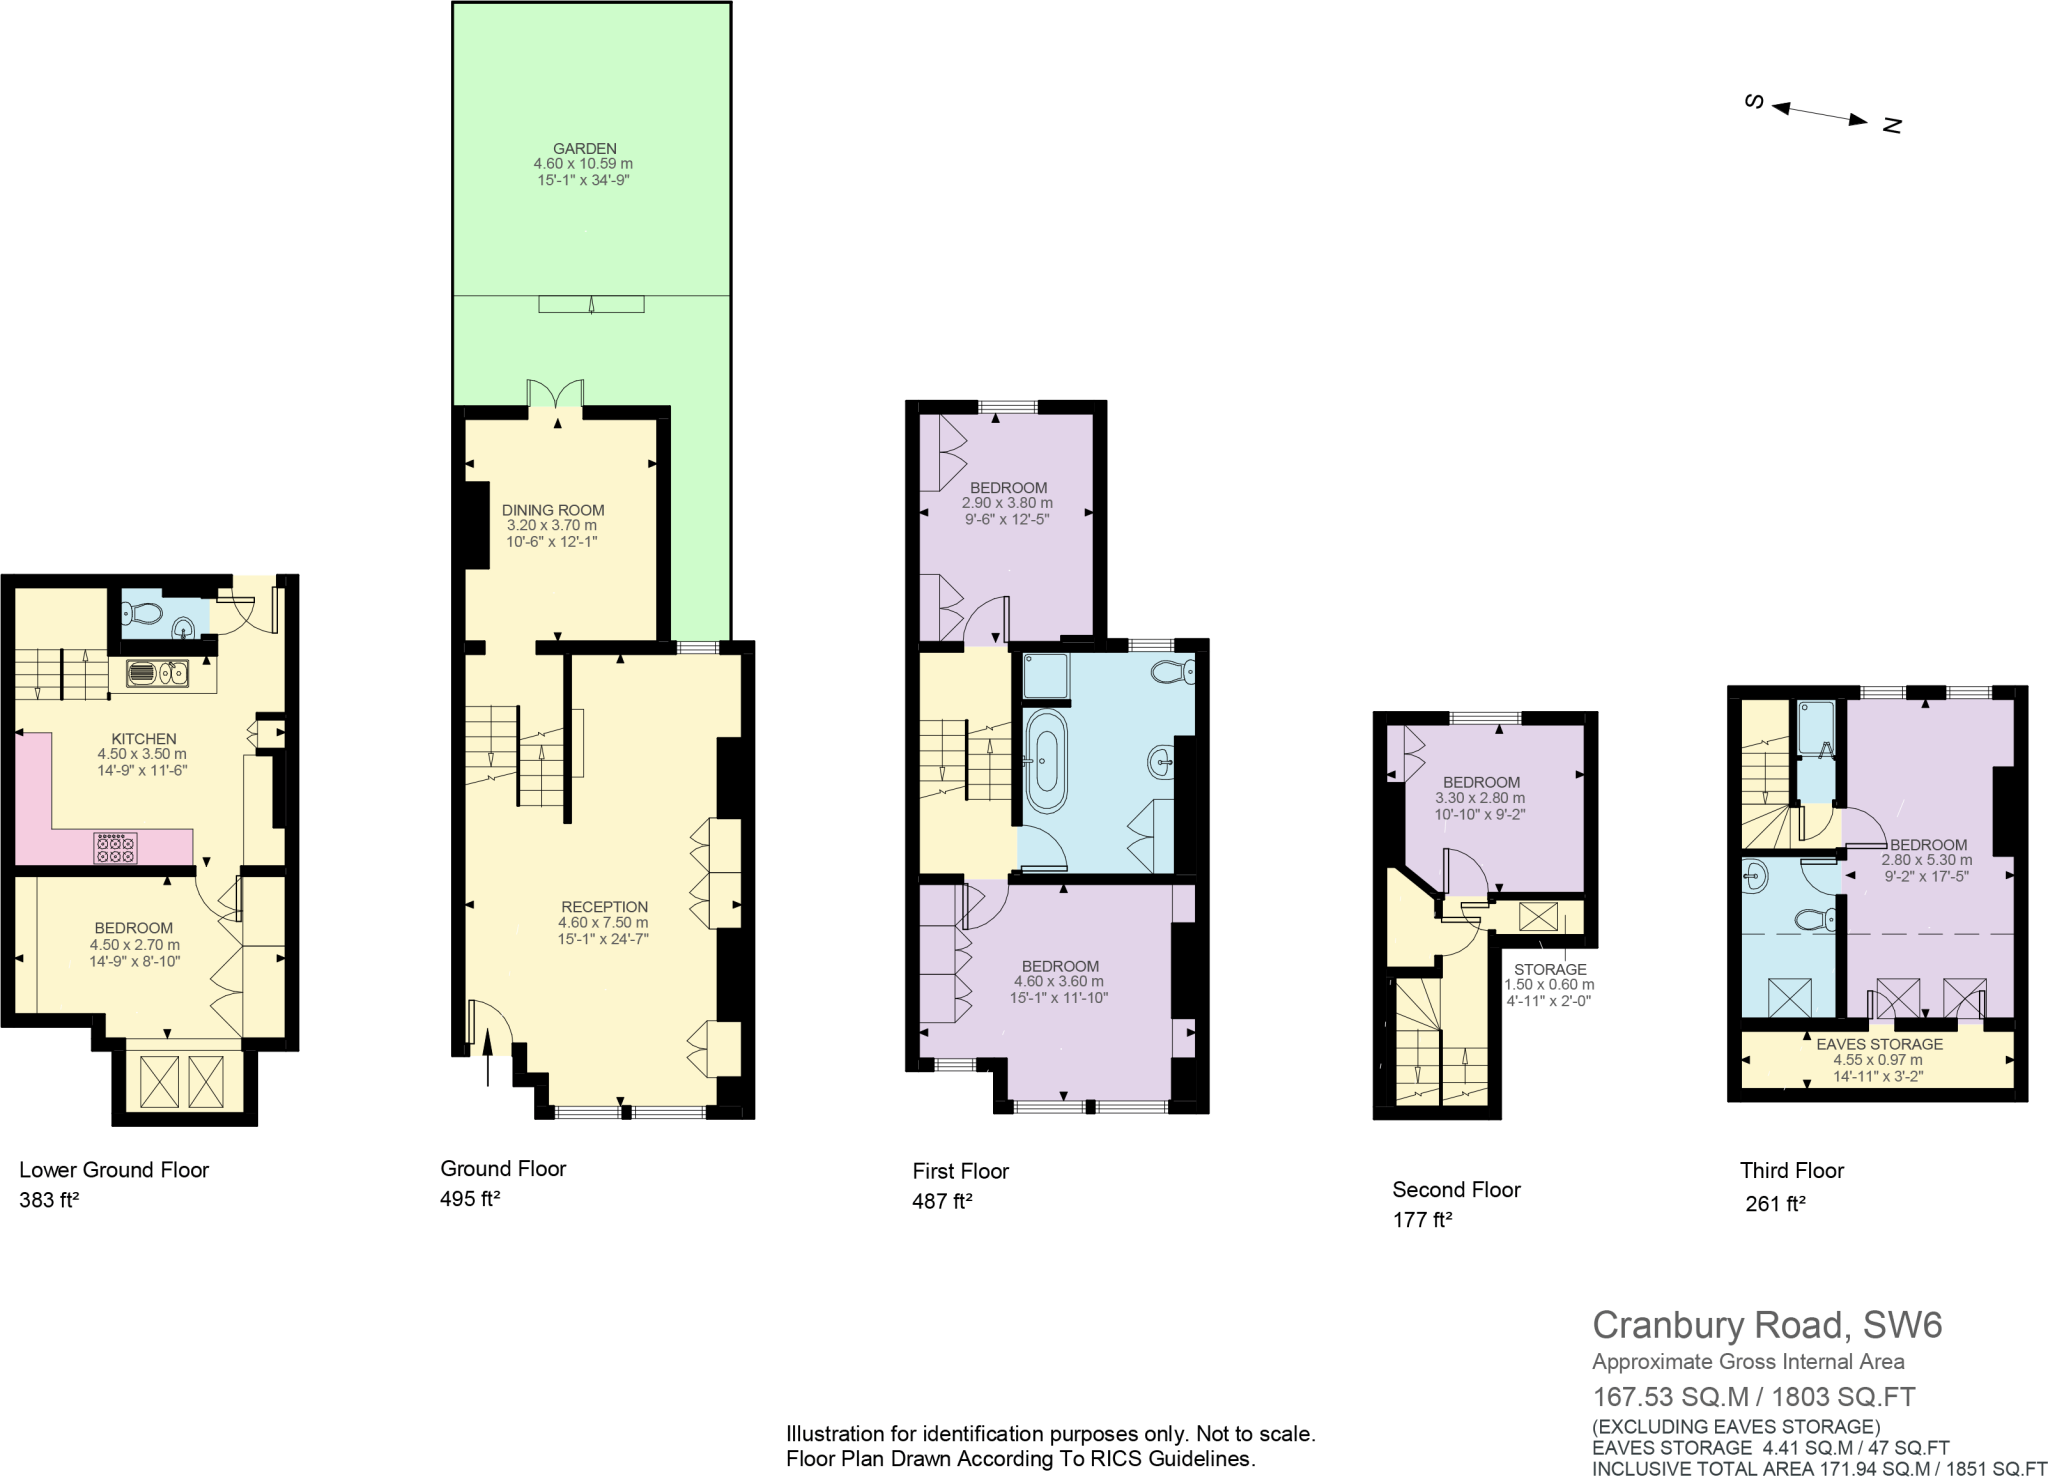 S
N
GARDEN
4.60 x 10.59 m
15'-1" x 34'-9"
DINING ROOM
3.20 x 3.70 m
10'-6" x 12'-1"
BEDROOM
2.90 x 3.80 m
9'-6" x 12'-5"
KITCHEN
4.50 x 3.50 m
14'-9" x 11'-6"
BEDROOM
4.50 x 2.70 m
14'-9" x 8'-10"
RECEPTION
4.60 x 7.50 m
15'-1" x 24'-7"
BEDROOM
4.60 x 3.60 m
15'-1" x 11'-10"
BEDROOM
3.30 x 2.80 m
10'-10" x 9'-2"
STORAGE
1.50 x 0.60 m
4'-11" x 2'-0"
BEDROOM
2.80 x 5.30 m
9'-2" x 17'-5"
EAVES STORAGE
4.55 x 0.97 m
14'-11" x 3'-2"
Lower Ground Floor
383 ft²
Ground Floor
495 ft²
First Floor
487 ft²
Second Floor
177 ft²
Third Floor
261 ft²
Cranbury Road, SW6
Approximate Gross Internal Area
167.53 SQ.M / 1803 SQ.FT
(EXCLUDING EAVES STORAGE)
EAVES STORAGE 4.41 SQ.M / 47 SQ.FT
INCLUSIVE TOTAL AREA 171.94 SQ.M / 1851 SQ.FT
Illustration for identification purposes only. Not to scale.
Floor Plan Drawn According To RICS Guidelines.